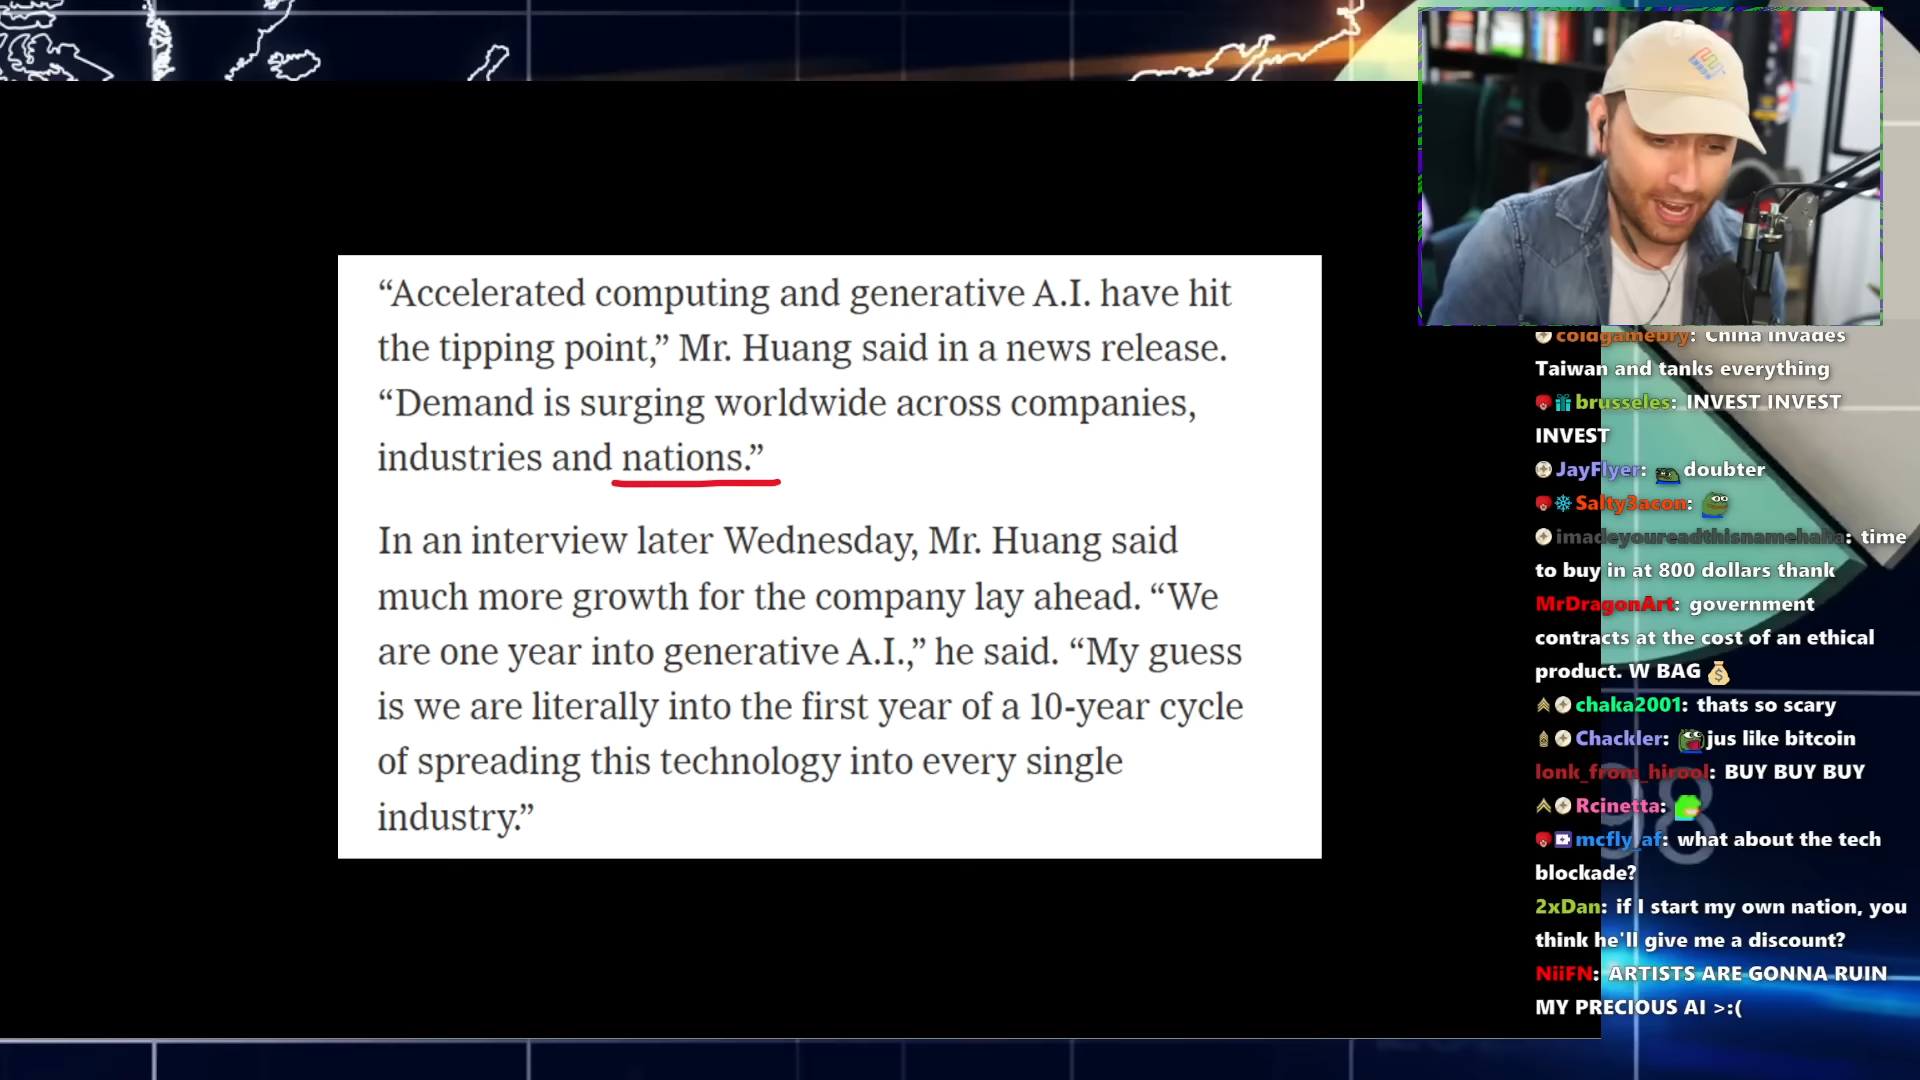 “Accelerated computing and generative A.I. have hit
the tipping point,” Mr. Huang said in a news release.
“Demand is surging worldwide across companies,
industries and nations.”
In an interview later Wednesday, Mr. Huang said
much more growth for the company lay ahead. “We
are one year into generative A.I.,” he said. “My guess
is we are literally into the first year of a 10-year cycle
of spreading this technology into every single
industry.”
coldgamebry: China invades
Taiwan and tanks everything
brusseles: INVEST INVEST
INVEST
JayFlyer: doubter
Salty3acon:
imadeyoureadthisnamehaha: time
to buy in at 800 dollars thank
MrDragonArt: government
contracts at the cost of an ethical
product. W BAG
chaka2001: thats so scary
Chackler: jus like bitcoin
lonk_from_hirool: BUY BUY BUY
Rcinetta:
mcfly_af: what about the tech
blockade?
2xDan: if I start my own nation, you
think he'll give me a discount?
NiiFN: ARTISTS ARE GONNA RUIN
MY PRECIOUS AI >:(